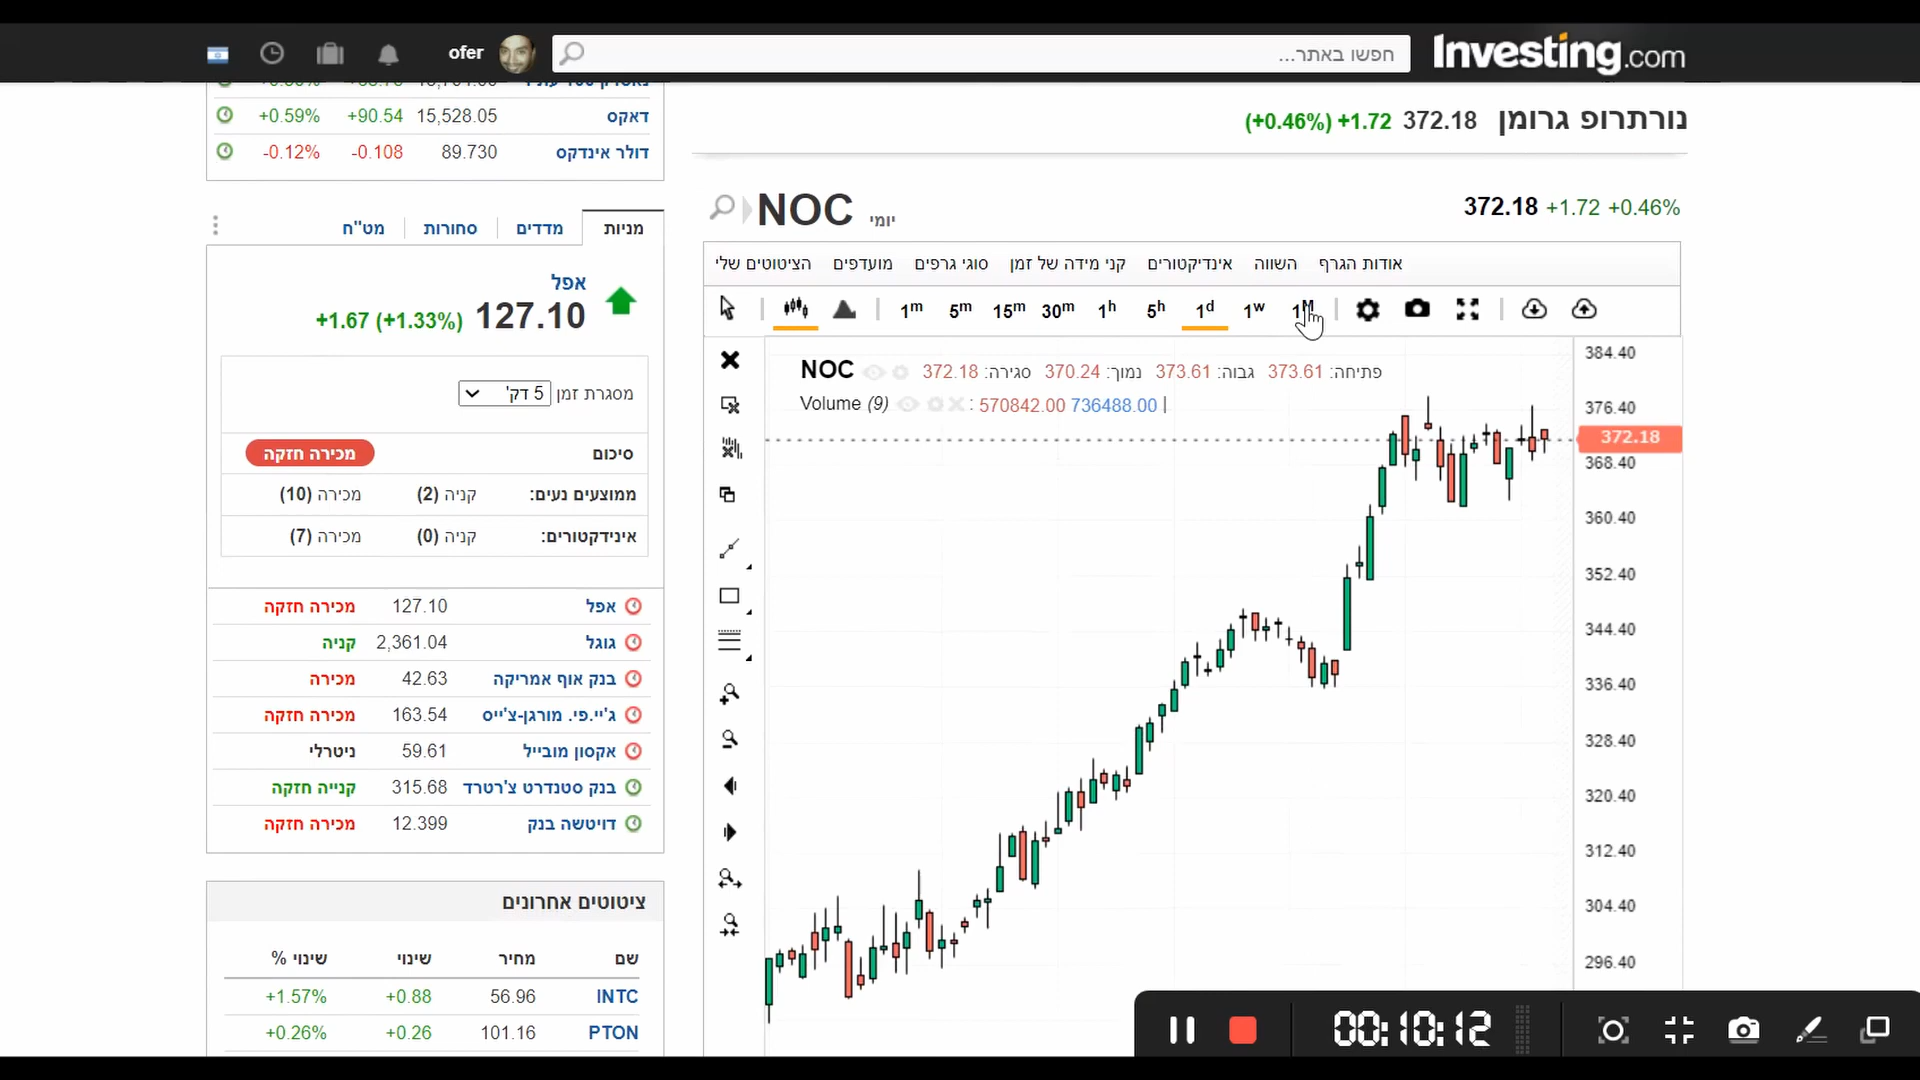 ofer
חפשו באתר...
Investing.com
דאקס 15,528.05 +90.54 +0.59%
דולר אינדקס 89.730 -0.108 -0.12%
נורתרופ גרומן 372.18 +1.72 (+0.46%)
NOC יומי
372.18 +1.72 +0.46%
מניות מדדים סחורות מט"ח
אפל
127.10 +1.67 (+1.33%)
מסגרת זמן 5 דק'
סיכום מכירה חזקה
ממוצעים נעים: קניה (2) מכירה (10)
אינידקטורים: קניה (0) מכירה (7)
אפל 127.10 מכירה חזקה
גוגל 2,361.04 קניה
בנק אוף אמריקה 42.63 מכירה
ג'יי.פי. מורגן-צ'ייס 163.54 מכירה חזקה
אקסון מובייל 59.61 ניטרלי
בנק סטנדרט צ'רטרד 315.68 קנייה חזקה
דויטשה בנק 12.399 מכירה חזקה
ציטוטים אחרונים
שם מחיר שינוי שינוי %
INTC 56.96 +0.88 +1.57%
PTON 101.16 +0.26 +0.26%
אודות הגרף השווה אינדיקטורים קני מידה של זמן סוגי גרפים מועדפים הציטוטים שלי
1m 5m 15m 30m 1h 5h 1d 1w 1M
NOC פתיחה: 373.61 גבוה: 373.61 נמוך: 370.24 סגירה: 372.18
Volume (9) : 570842.00 736488.00 |
384.40
376.40
372.18
368.40
360.40
352.40
344.40
336.40
328.40
320.40
312.40
304.40
296.40
00:10:12